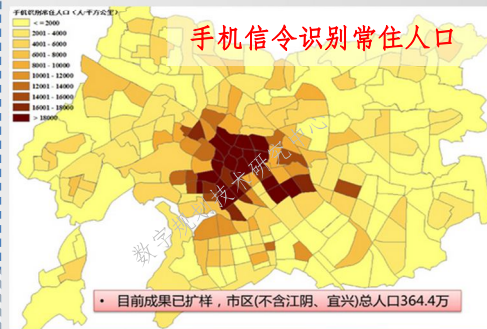 手机信令识别常住人口
手机识别常住人口（人/平方公里）
<=2000
2001 - 4000
4001 - 6000
6001 - 8000
8001 - 10000
10001 - 12000
12001 - 14000
14001 - 16000
16001 - 18000
> 18000
• 目前成果已扩样，市区(不含江阴、宜兴)总人口364.4万